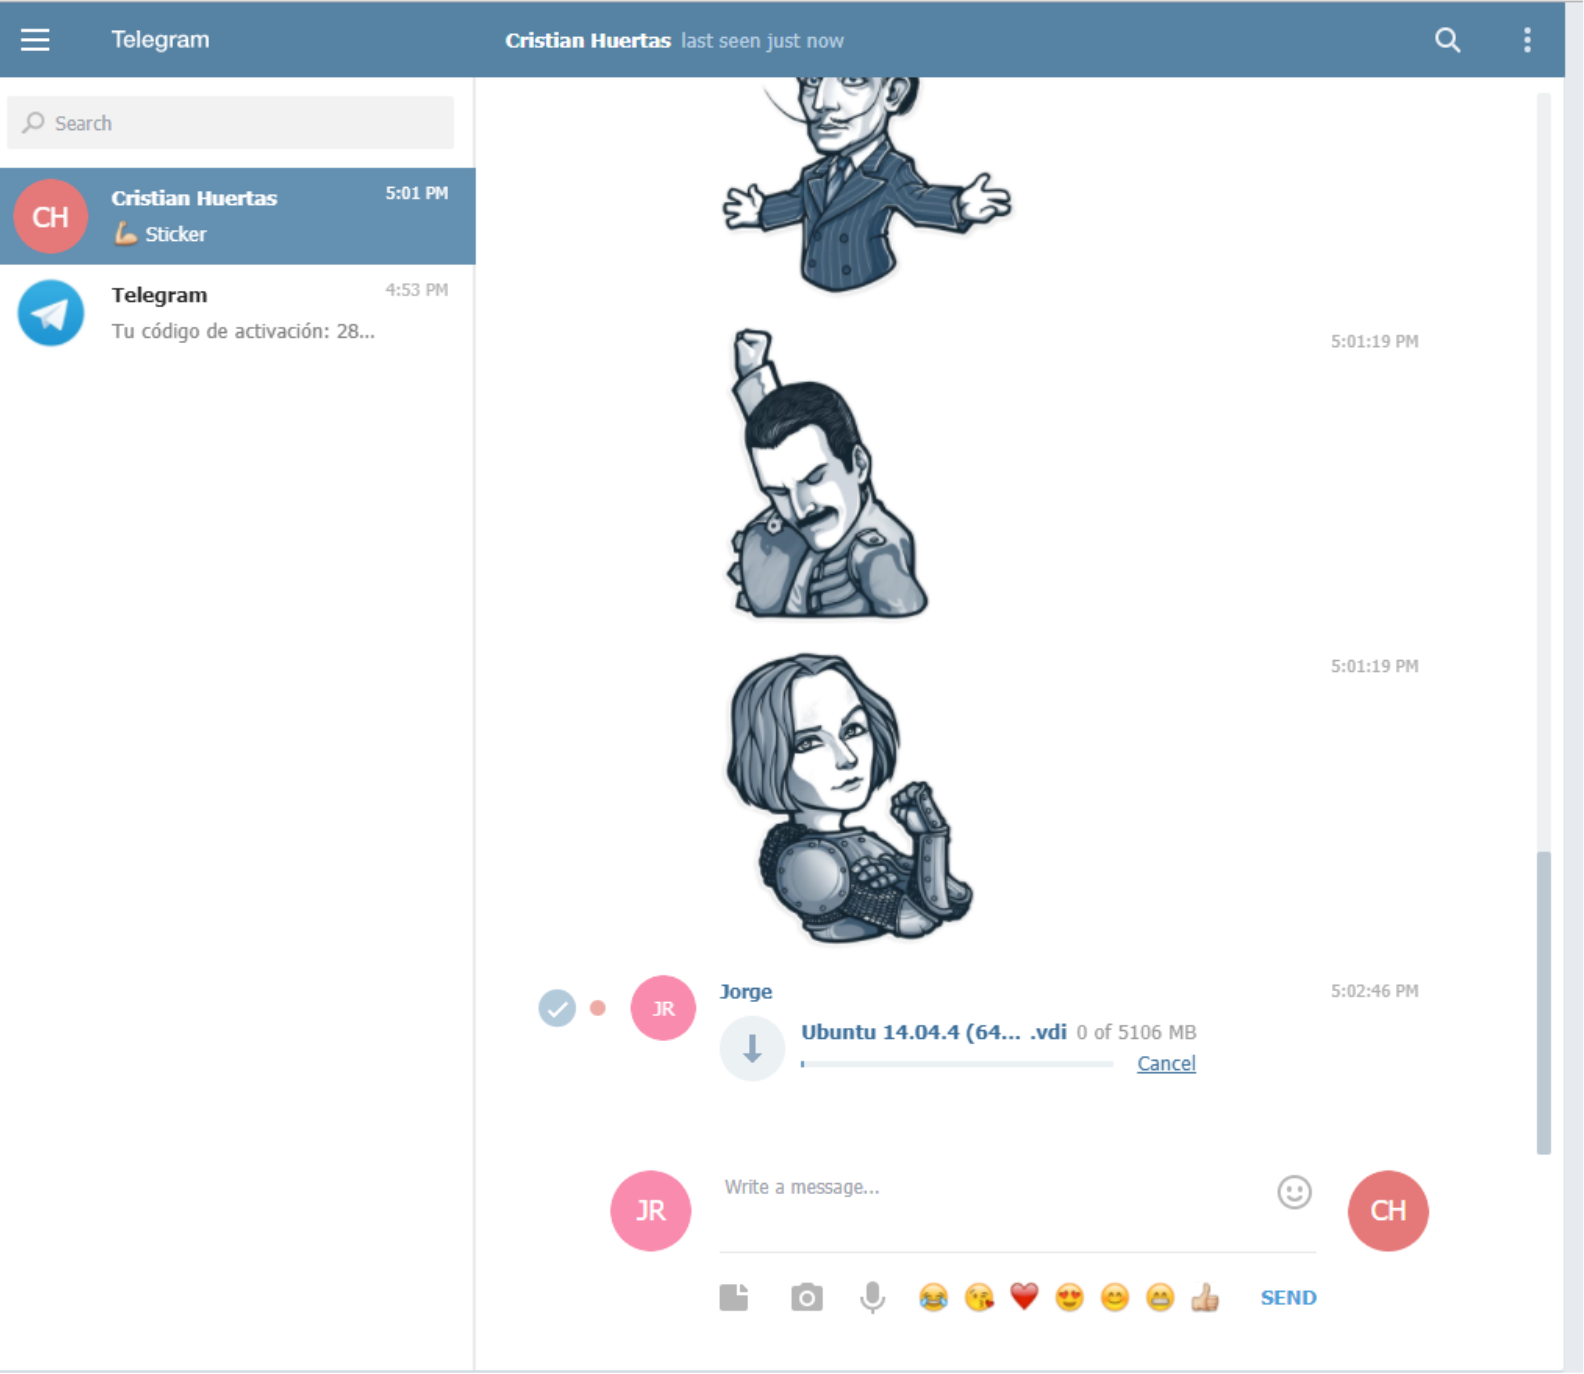 Telegram
Cristian Huertas last seen just now
Search
CH
Cristian Huertas 5:01 PM
Sticker
Telegram 4:53 PM
Tu código de activación: 28...
5:01:19 PM
5:01:19 PM
JR
Jorge 5:02:46 PM
Ubuntu 14.04.4 (64... .vdi 0 of 5106 MB
Cancel
JR
Write a message...
CH
SEND